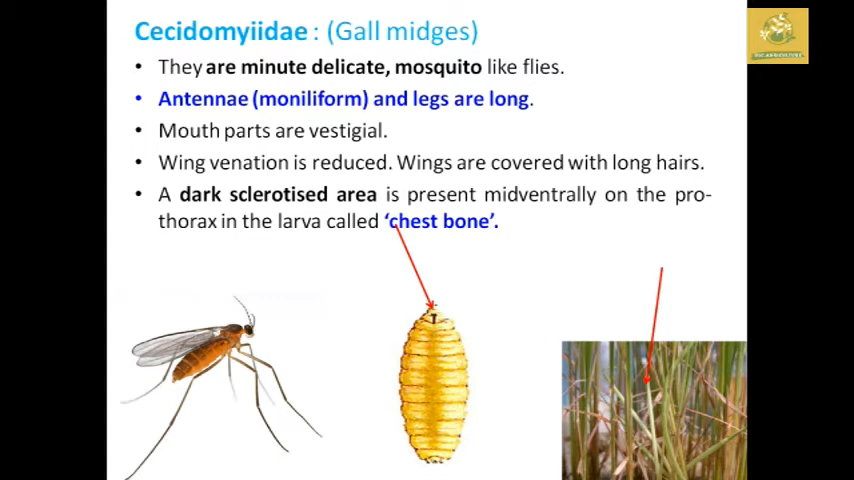 Cecidomyiidae : (Gall midges)
• They are minute delicate, mosquito like flies.
• Antennae (moniliform) and legs are long.
• Mouth parts are vestigial.
• Wing venation is reduced. Wings are covered with long hairs.
• A dark sclerotised area is present midventrally on the pro-
thorax in the larva called ‘chest bone’.